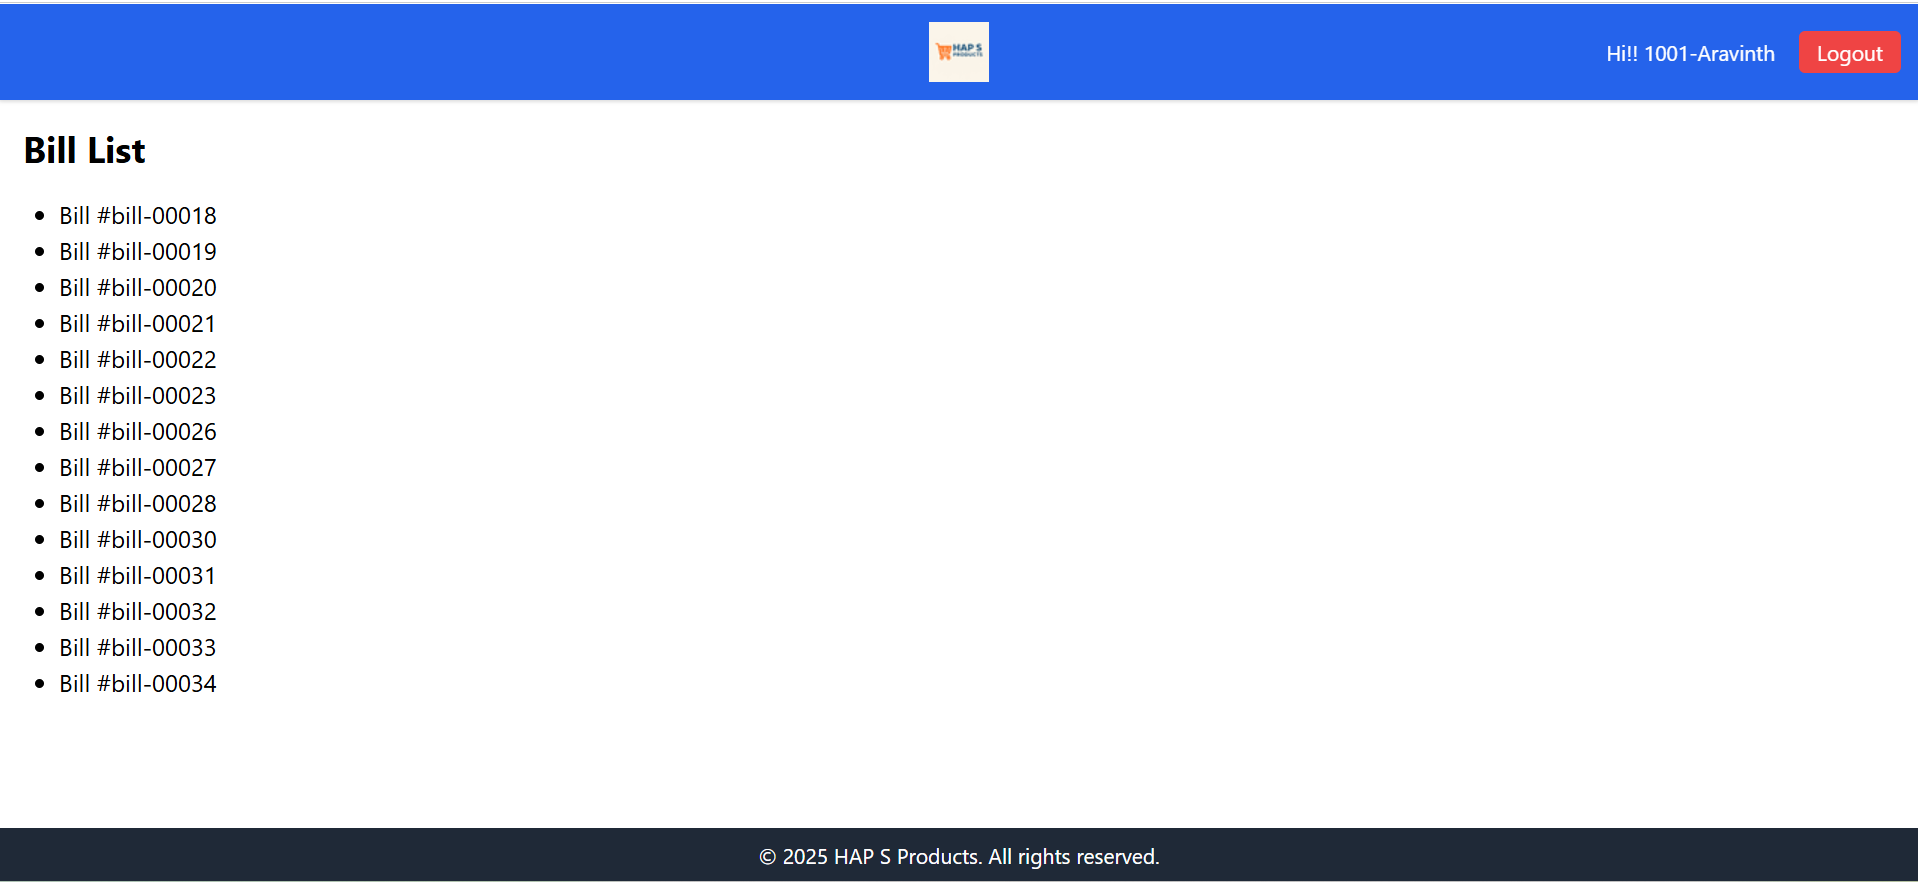 HAP S
PRODUCTS
Hi!! 1001-Aravinth
Logout
Bill List
Bill #bill-00018
Bill #bill-00019
Bill #bill-00020
Bill #bill-00021
Bill #bill-00022
Bill #bill-00023
Bill #bill-00026
Bill #bill-00027
Bill #bill-00028
Bill #bill-00030
Bill #bill-00031
Bill #bill-00032
Bill #bill-00033
Bill #bill-00034
© 2025 HAP S Products. All rights reserved.